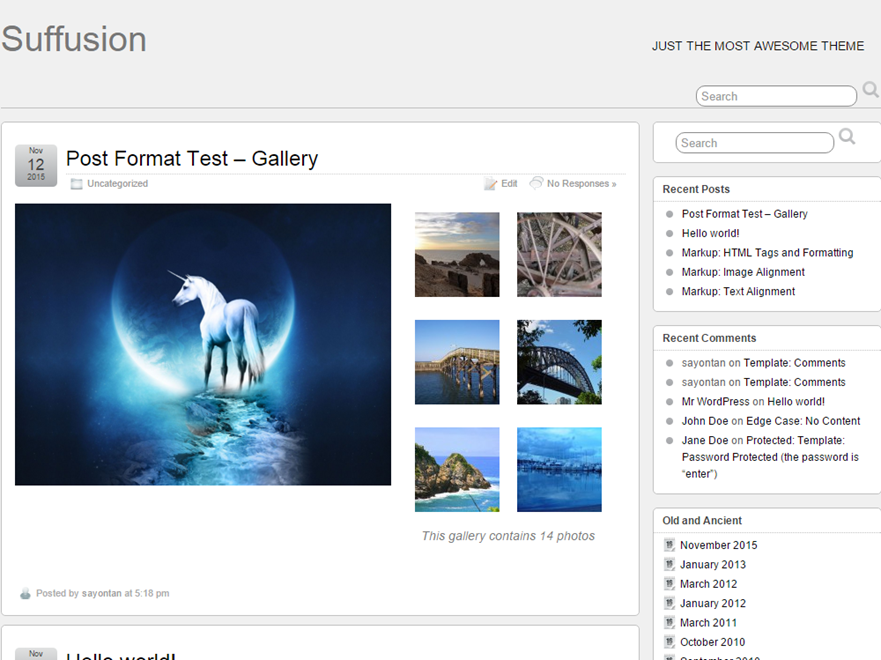 Suffusion
JUST THE MOST AWESOME THEME
Search
Nov
12
2015
Post Format Test – Gallery
Uncategorized
Edit
No Responses »
This gallery contains 14 photos
Posted by sayontan at 5:18 pm
Nov
Hello world!
Search
Recent Posts
Post Format Test – Gallery
Hello world!
Markup: HTML Tags and Formatting
Markup: Image Alignment
Markup: Text Alignment
Recent Comments
sayontan on Template: Comments
sayontan on Template: Comments
Mr WordPress on Hello world!
John Doe on Edge Case: No Content
Jane Doe on Protected: Template:
Password Protected (the password is
“enter”)
Old and Ancient
November 2015
January 2013
March 2012
January 2012
March 2011
October 2010
September 2010